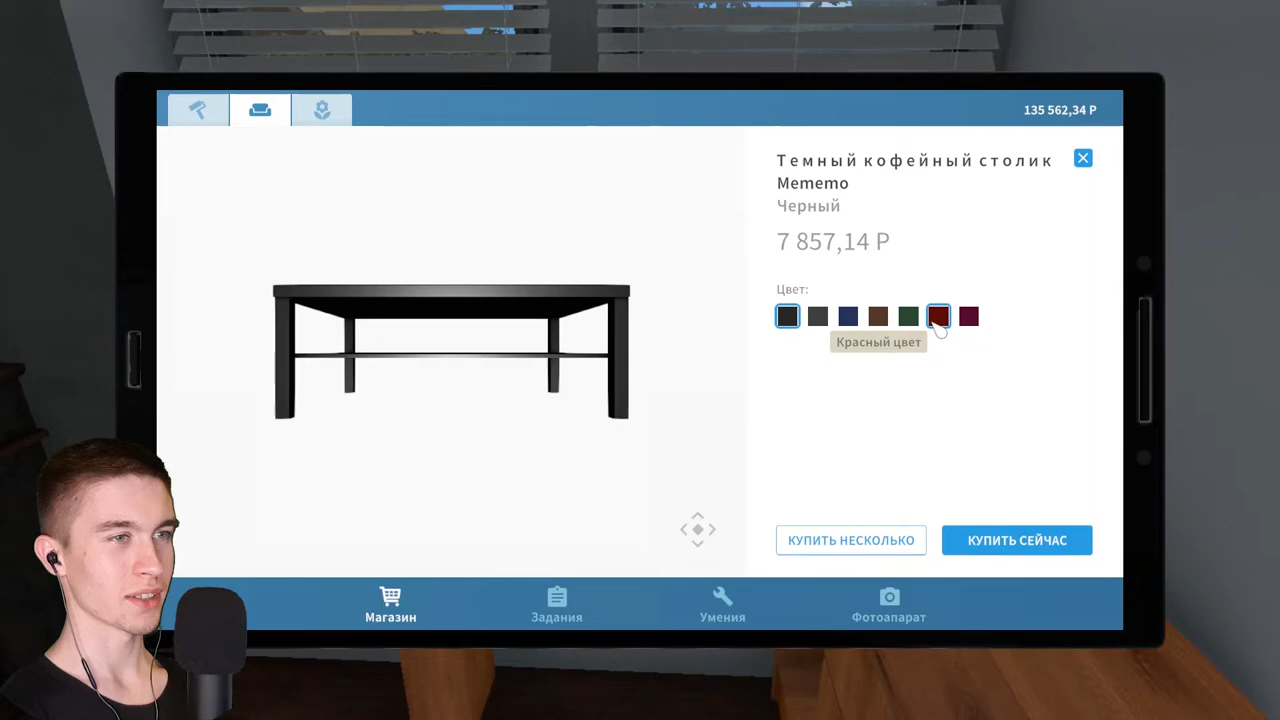 135 562,34 Р
Темный кофейный столик
Mememo
Черный
7 857,14 Р
Цвет:
Красный цвет
КУПИТЬ НЕСКОЛЬКО
КУПИТЬ СЕЙЧАС
Магазин
Задания
Умения
Фотоаппарат